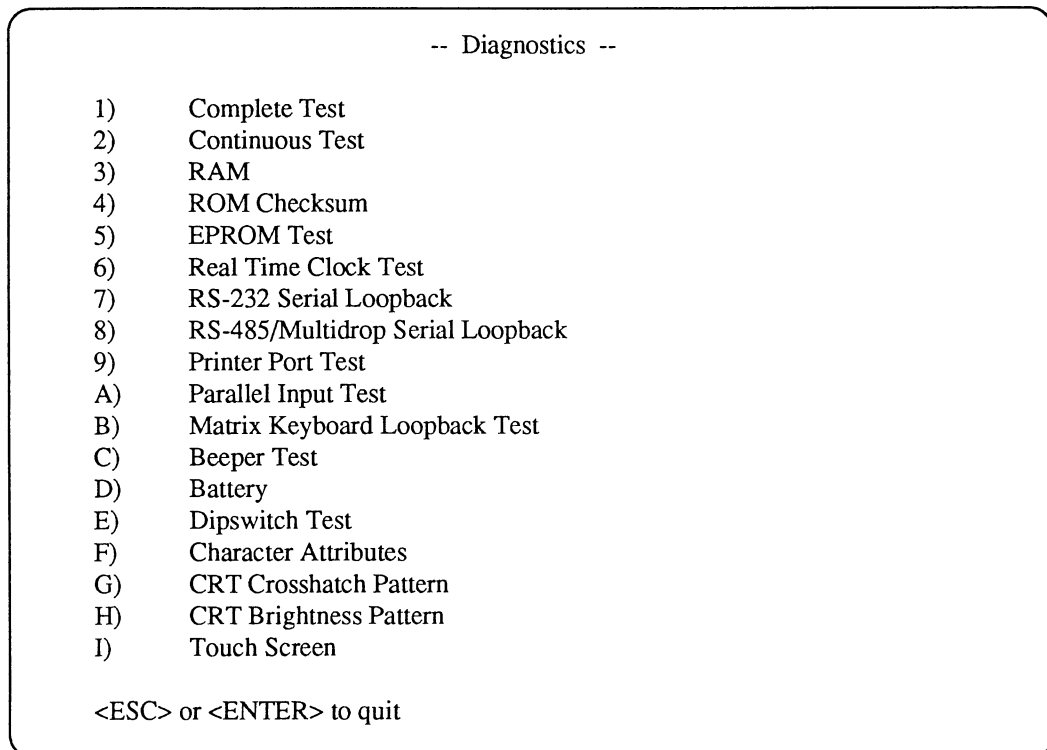 -- Diagnostics --
1) Complete Test
2) Continuous Test
3) RAM
4) ROM Checksum
5) EPROM Test
6) Real Time Clock Test
7) RS-232 Serial Loopback
8) RS-485/Multidrop Serial Loopback
9) Printer Port Test
A) Parallel Input Test
B) Matrix Keyboard Loopback Test
C) Beeper Test
D) Battery
E) Dipswitch Test
F) Character Attributes
G) CRT Crosshatch Pattern
H) CRT Brightness Pattern
I) Touch Screen
<ESC> or <ENTER> to quit